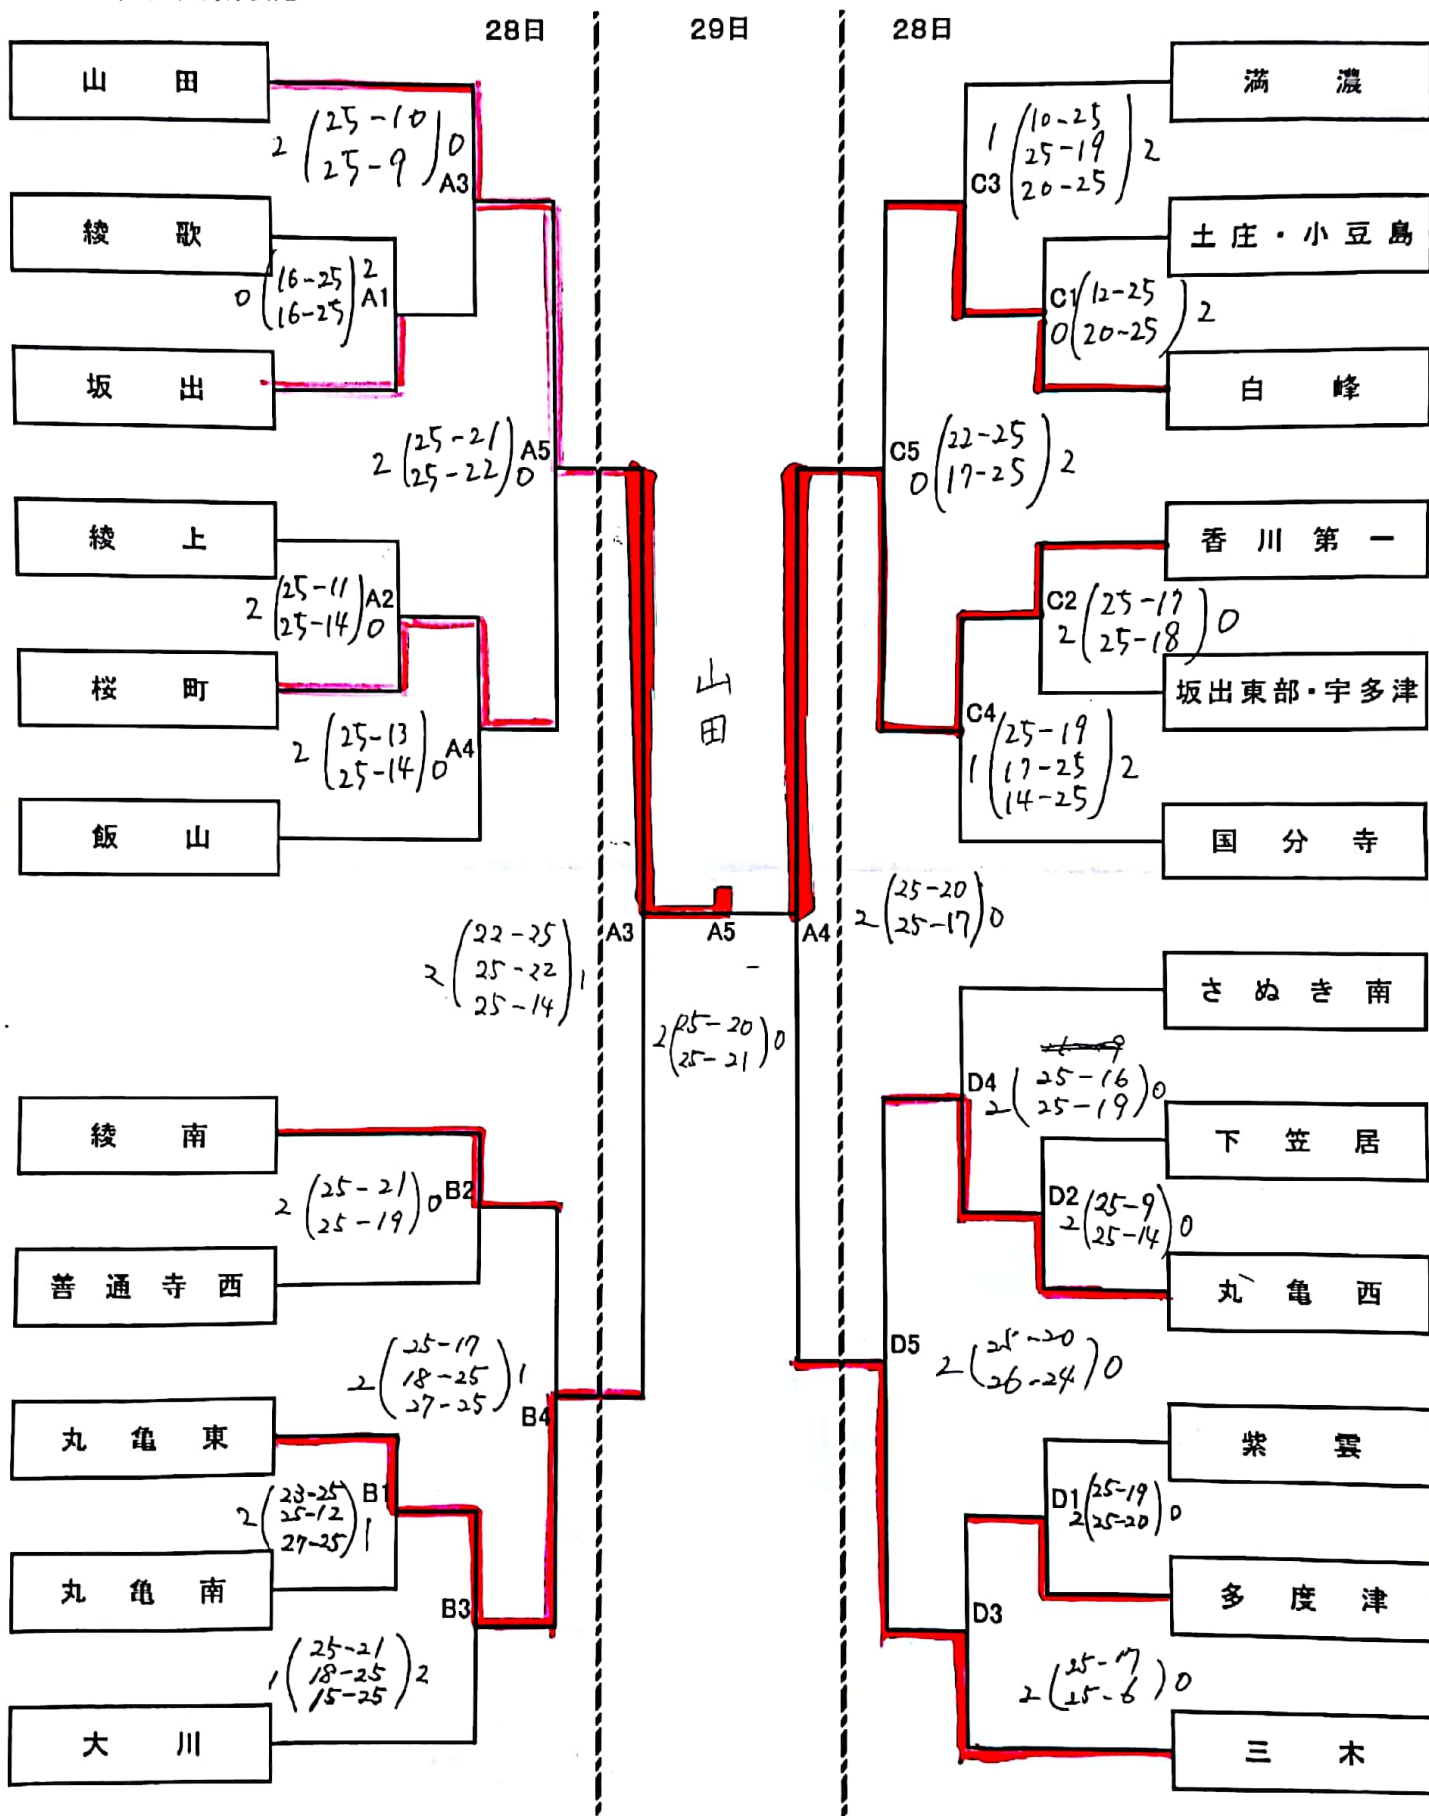 28日 29日 28日
山田
2 (25-10 25-9) 0
A3
綾歌
0 (16-25 16-25) 2
A1
坂出
2 (25-21 25-22) 0
A5
綾上
2 (25-11 25-14) 0
A2
桜町
2 (25-13 25-14) 0
A4
飯山
2 (22-25 25-22 25-14) 1
A3
綾南
2 (25-21 25-19) 0
B2
善通寺西
2 (25-17 18-25 27-25) 1
B4
丸亀東
2 (23-25 25-12 27-25) 1
B1
丸亀南
B3
1 (25-21 18-25 15-25) 2
大川
山田
A5
2 (25-20 25-21) 0
満濃
1 (10-25 25-19 20-25) 2
C3
土庄・小豆島
C1
0 (12-25 20-25) 2
白峰
C5
0 (22-25 17-25) 2
香川第一
C2
2 (25-17 25-18) 0
坂出東部・宇多津
C4
1 (25-19 17-25 14-25) 2
国分寺
A4
2 (25-20 25-17) 0
さぬき南
D4
2 (25-16 25-19) 0
下笠居
D2
2 (25-9 25-14) 0
丸亀西
D5
2 (25-20 26-24) 0
紫雲
D1
2 (25-19 25-20) 0
多度津
D3
2 (25-17 25-6) 0
三木